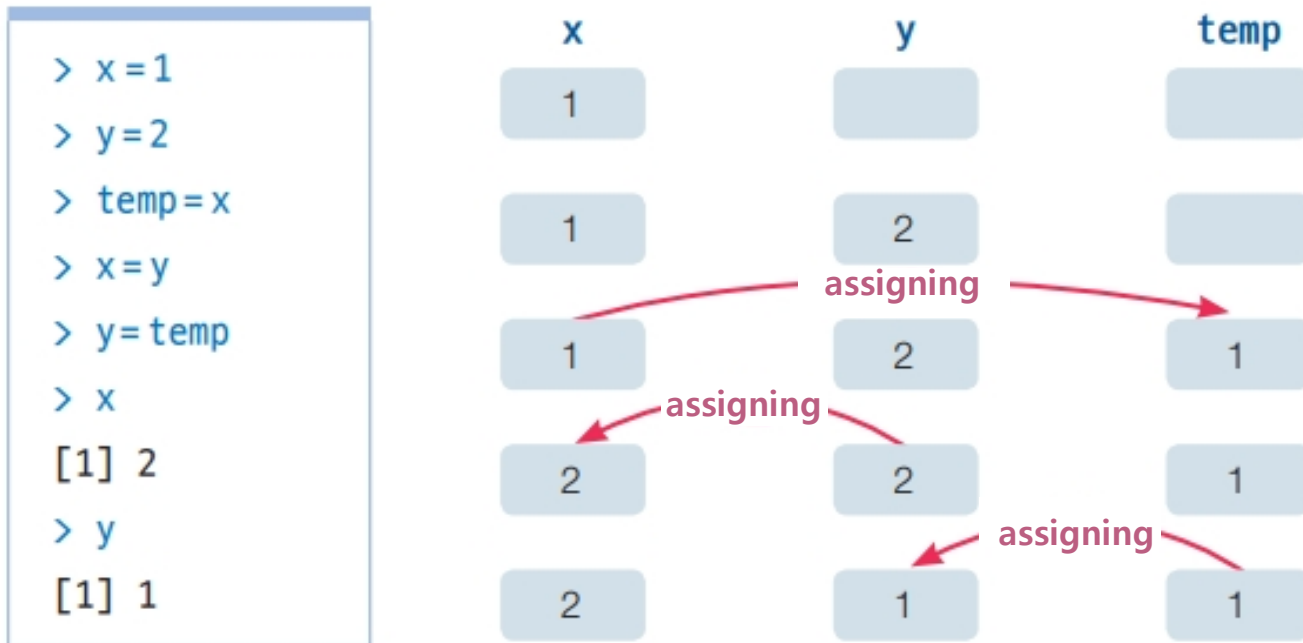 > x=1
> y=2
> temp=x
> x=y
> y=temp
> x
[1] 2
> y
[1] 1
x y temp
1
1 2
assigning
1 2 1
assigning
2 2 1
assigning
2 1 1